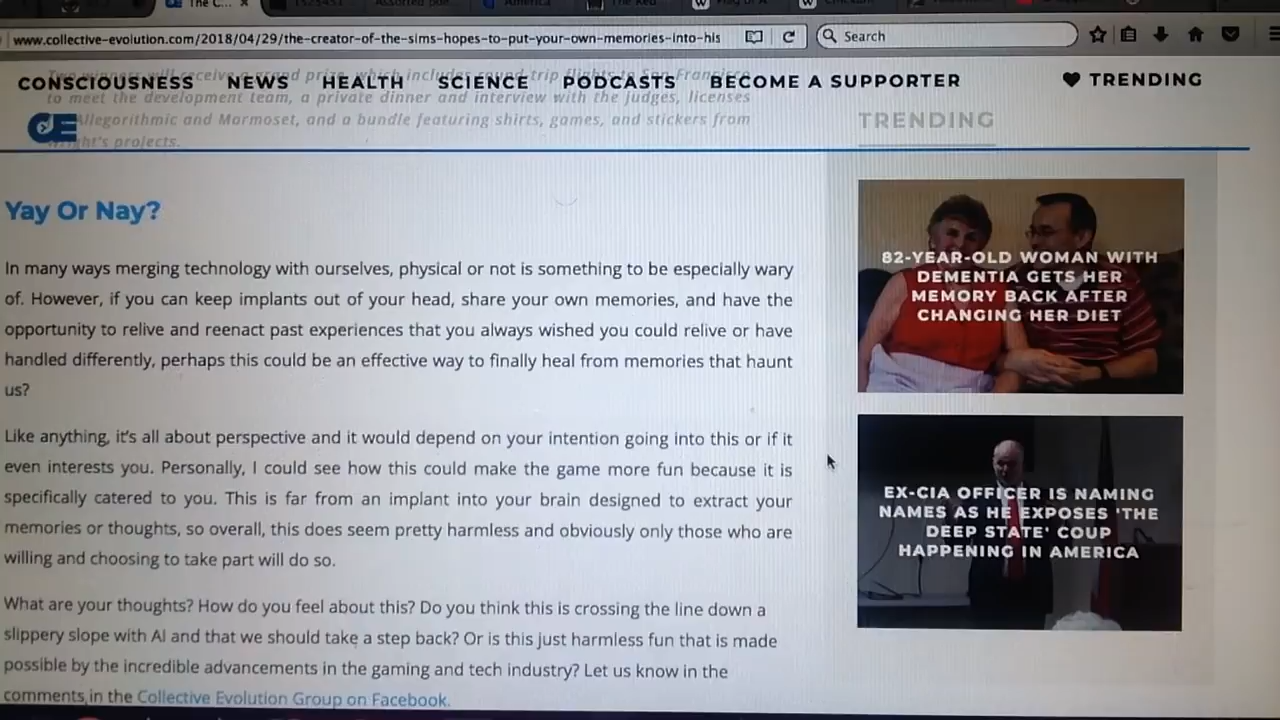 The C...
www.collective-evolution.com/2018/04/29/the-creator-of-the-sims-hopes-to-put-your-own-memories-into-his
Search
CONSCIOUSNESS NEWS HEALTH SCIENCE PODCASTS BECOME A SUPPORTER
TRENDING
to meet the development team, a private dinner and interview with the judges, licenses
Allegorithmic and Marmoset, and a bundle featuring shirts, games, and stickers from
projects.
CE
TRENDING
Yay Or Nay?
In many ways merging technology with ourselves, physical or not is something to be especially wary
of. However, if you can keep implants out of your head, share your own memories, and have the
opportunity to relive and reenact past experiences that you always wished you could relive or have
handled differently, perhaps this could be an effective way to finally heal from memories that haunt
us?
Like anything, it's all about perspective and it would depend on your intention going into this or if it
even interests you. Personally, I could see how this could make the game more fun because it is
specifically catered to you. This is far from an implant into your brain designed to extract your
memories or thoughts, so overall, this does seem pretty harmless and obviously only those who are
willing and choosing to take part will do so.
What are your thoughts? How do you feel about this? Do you think this is crossing the line down a
slippery slope with AI and that we should take a step back? Or is this just harmless fun that is made
possible by the incredible advancements in the gaming and tech industry? Let us know in the
comments in the Collective Evolution Group on Facebook.
82-YEAR-OLD WOMAN WITH
DEMENTIA GETS HER
MEMORY BACK AFTER
CHANGING HER DIET
EX-CIA OFFICER IS NAMING
NAMES AS HE EXPOSES 'THE
DEEP STATE' COUP
HAPPENING IN AMERICA